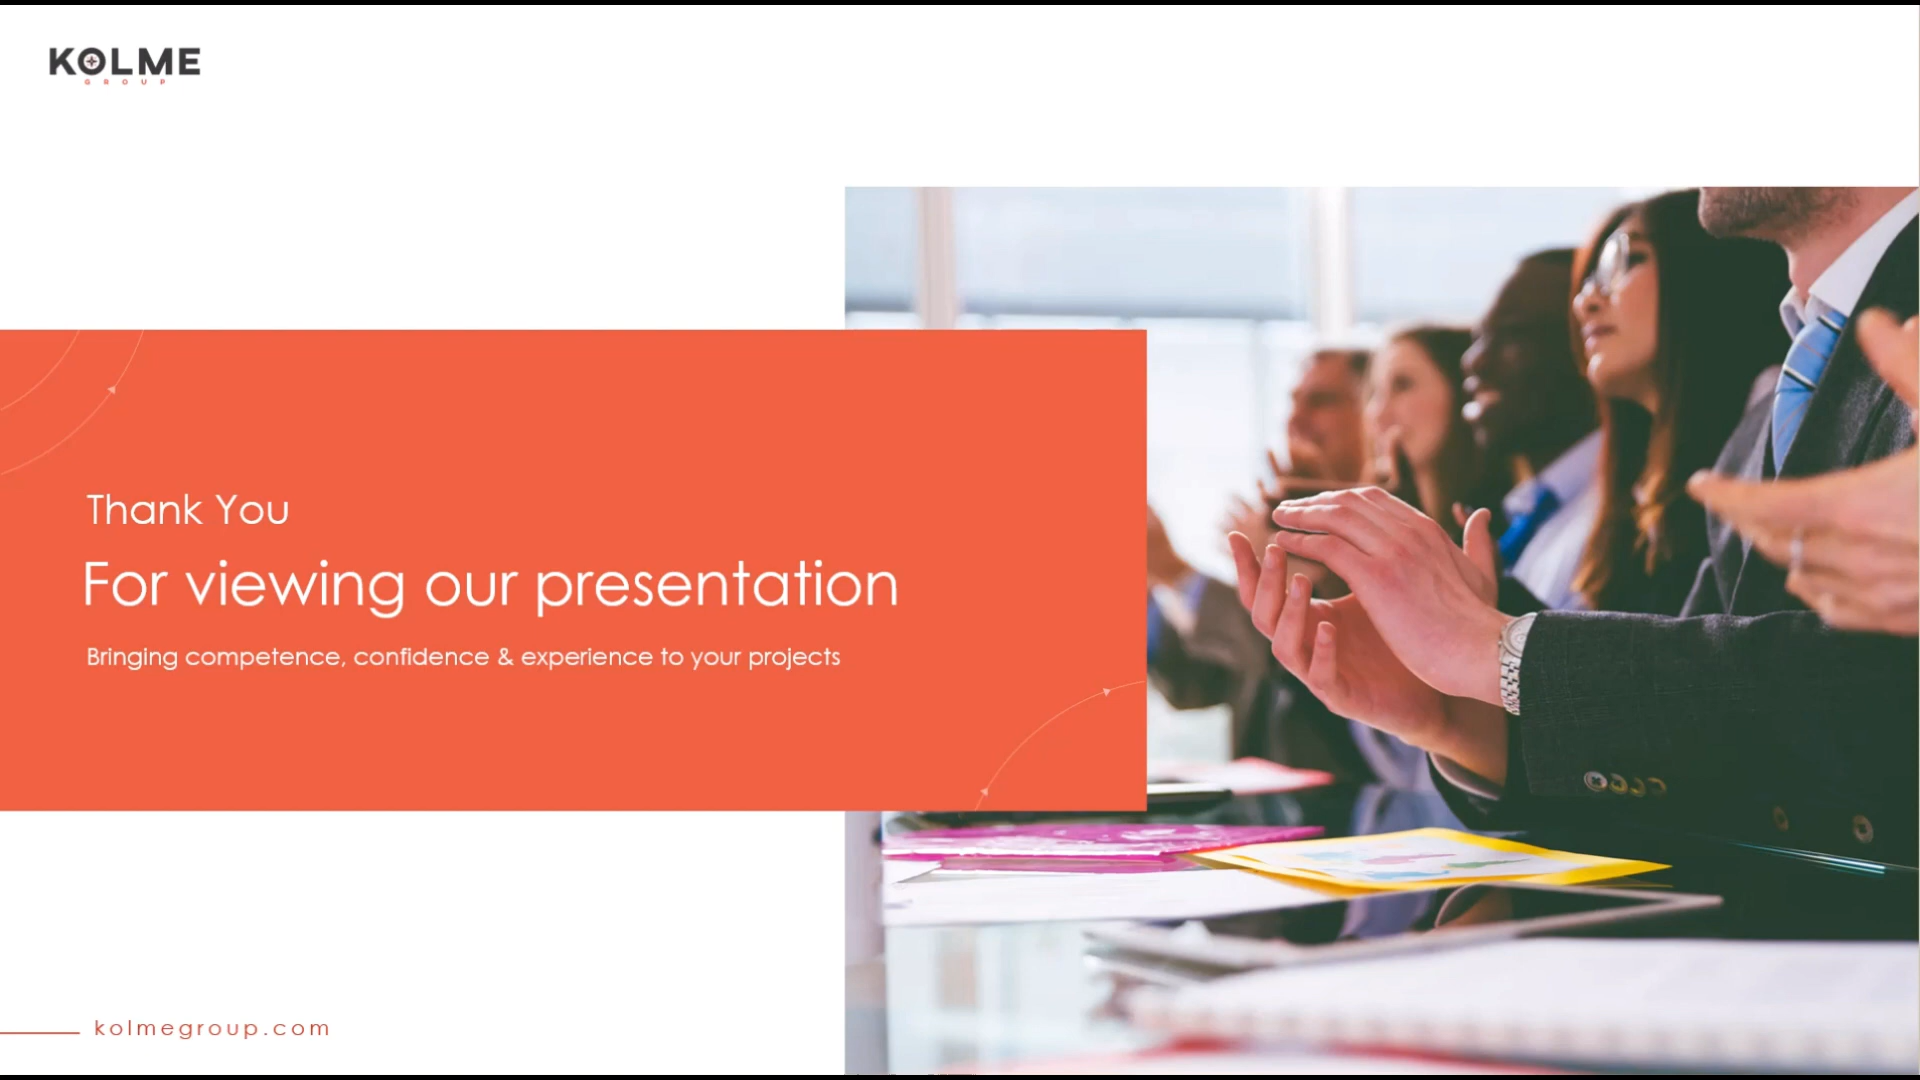 KOLME
GROUP
Thank You
For viewing our presentation
Bringing competence, confidence & experience to your projects
kolmegroup.com